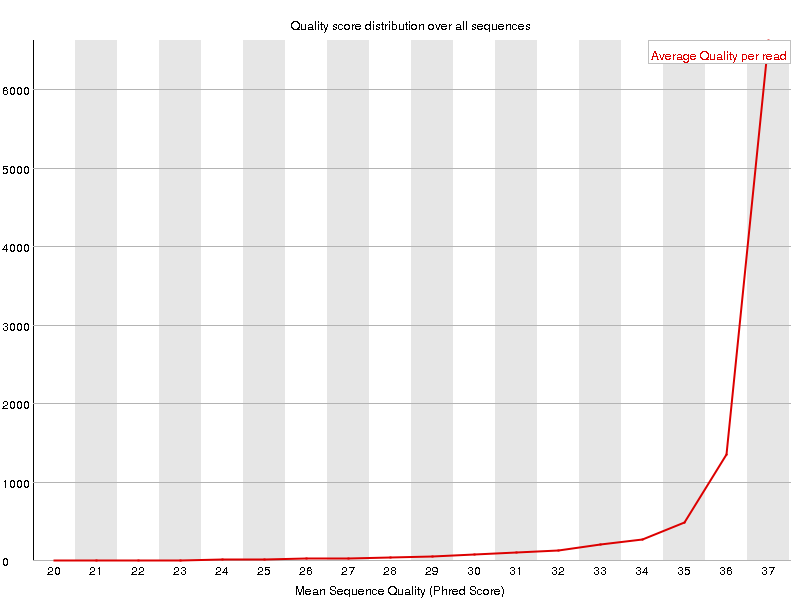 Quality score distribution over all sequences
Average Quality per read
6000
5000
4000
3000
2000
1000
0
20 21 22 23 24 25 26 27 28 29 30 31 32 33 34 35 36 37
Mean Sequence Quality (Phred Score)